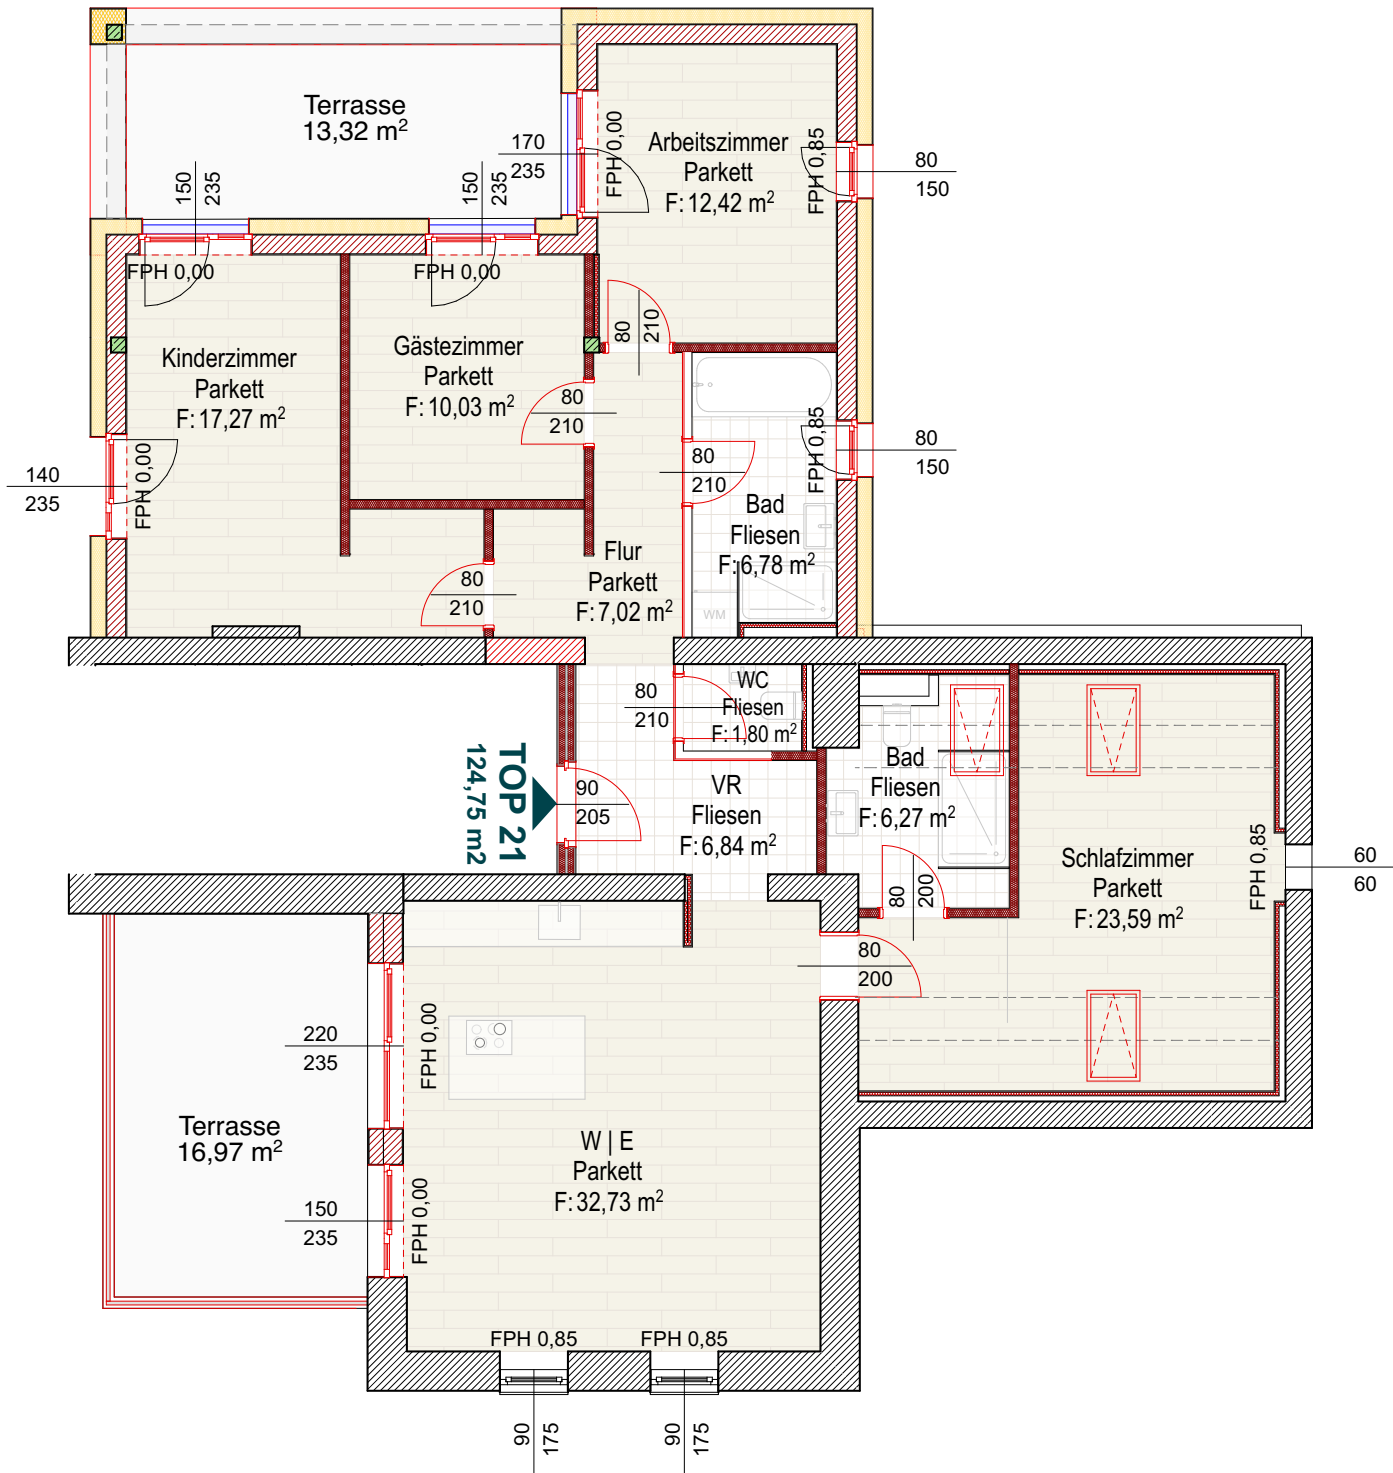 Terrasse
13,32 m²
150
235
150
235
170
235
FPH 0,00
Arbeitszimmer
Parkett
F: 12,42 m²
FPH 0,85
80
150
FPH 0,00
FPH 0,00
Kinderzimmer
Parkett
F: 17,27 m²
Gästezimmer
Parkett
F: 10,03 m²
80
210
80
210
80
210
FPH 0,85
80
150
140
235
FPH 0,00
Bad
Fliesen
F: 6,78 m²
WM
Flur
Parkett
F: 7,02 m²
80
210
80
210
WC
Fliesen
F: 1,80 m²
TOP 21
124,75 m2
90
205
VR
Fliesen
F: 6,84 m²
Bad
Fliesen
F: 6,27 m²
80
200
Schlafzimmer
Parkett
F: 23,59 m²
FPH 0,85
60
60
80
200
220
235
FPH 0,00
Terrasse
16,97 m²
150
235
FPH 0,00
W | E
Parkett
F: 32,73 m²
FPH 0,85
FPH 0,85
90
175
90
175